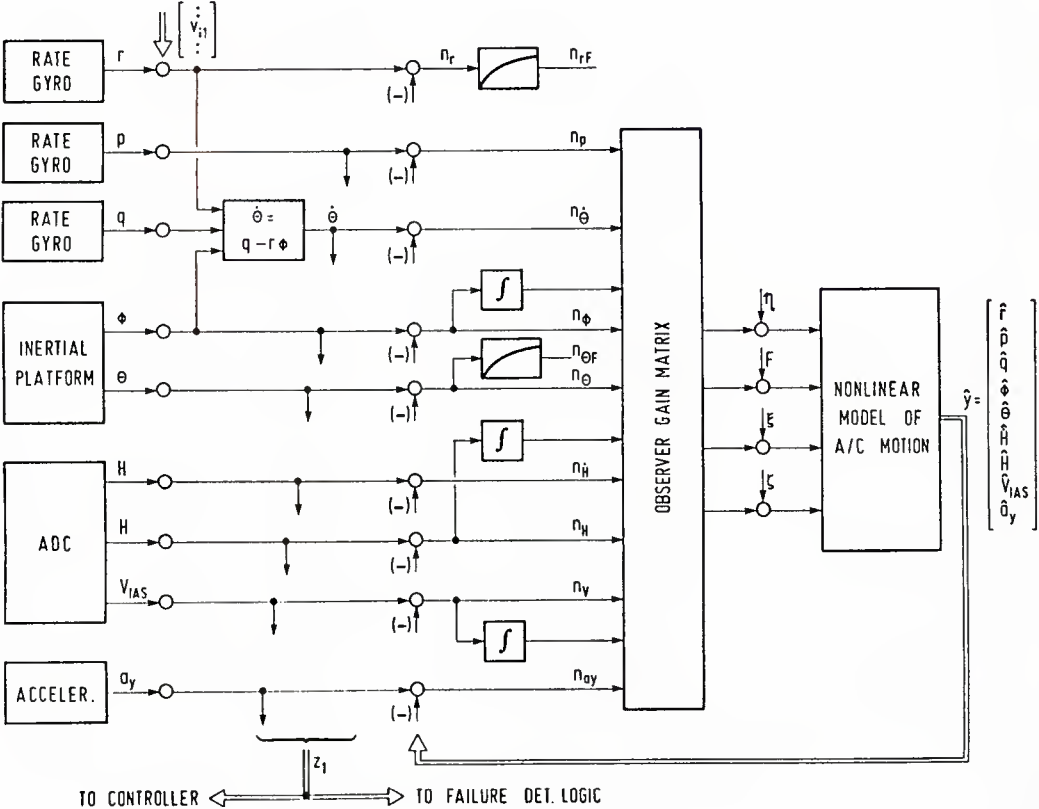 [ ⋮ v_i1 ⋮ ]
RATE GYRO r n_r n_rF
(–)
RATE GYRO p n_p
(–)
RATE GYRO q Θ̇ = q – rΦ Θ̇ n_Θ̇
(–)
INERTIAL PLATFORM
Φ ∫ n_Φ
(–)
Θ n_ΘF n_Θ
(–)
ADC
H ∫ n_Ḣ
(–)
H n_H
(–)
V_IAS n_V
(–)
∫
ACCELER. a_y n_ay
(–)
OBSERVER GAIN MATRIX
η
F
ξ
ζ
NONLINEAR
MODEL OF
A/C MOTION
ŷ =
r̂
p̂
q̂
Φ̂
Θ̂
Ĥ
Ĥ
V̂_IAS
â_y
z_1
TO CONTROLLER TO FAILURE DET. LOGIC